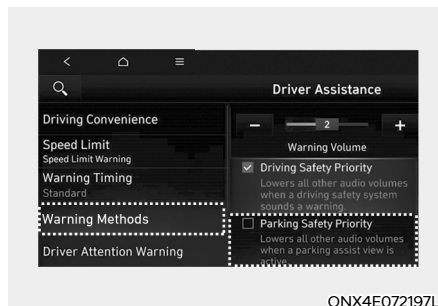 Driver Assistance
Driving Convenience
Speed Limit
Speed Limit Warning
Warning Timing
Standard
Warning Methods
Driver Attention Warning
− 2 +
Warning Volume
Driving Safety Priority
Lowers all other audio volumes
when a driving safety system
sounds a warning.
Parking Safety Priority
Lowers all other audio volumes
when a parking assist view is
active.
ONX4E072197L